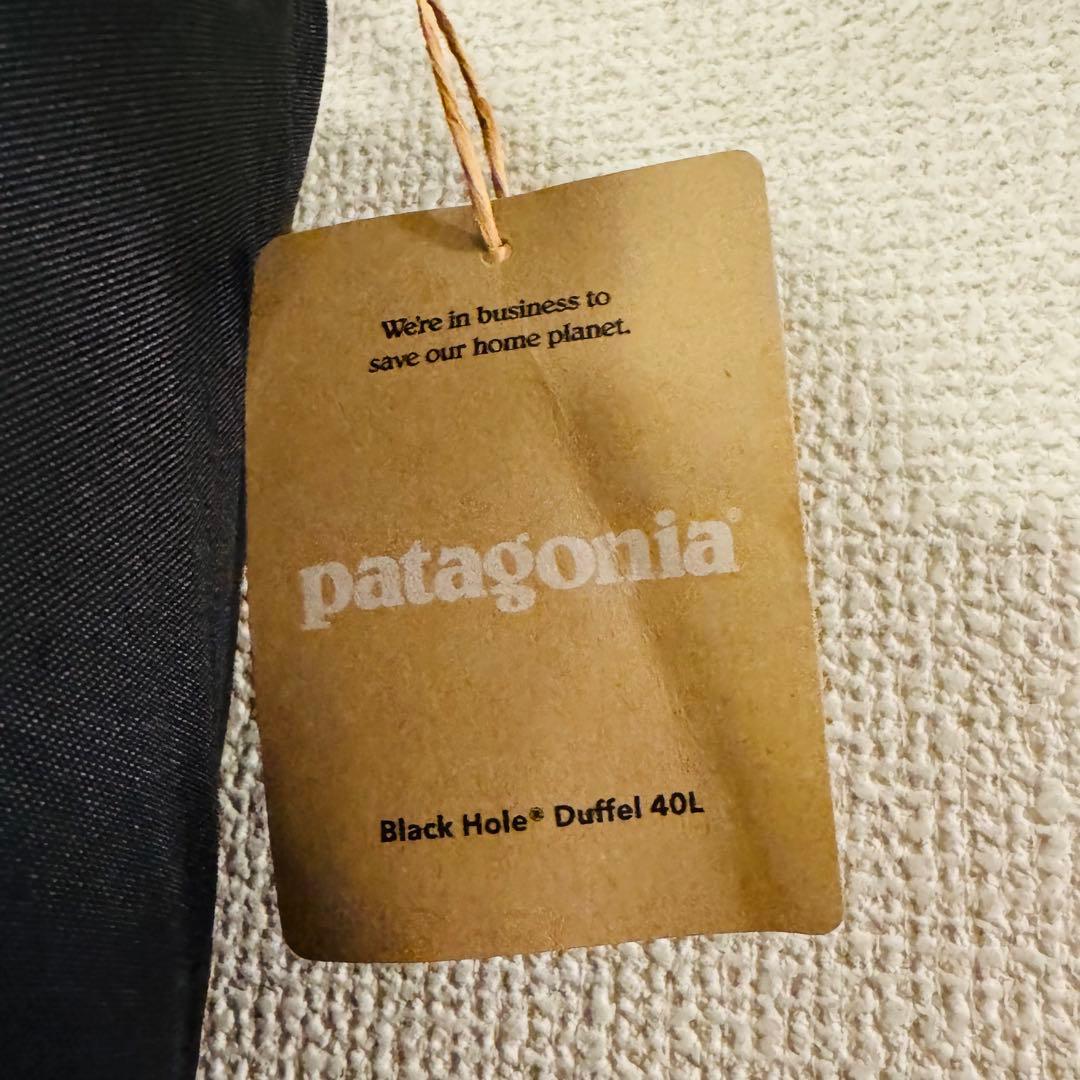 We're in business to
save our home planet.
patagonia®
Black Hole® Duffel 40L